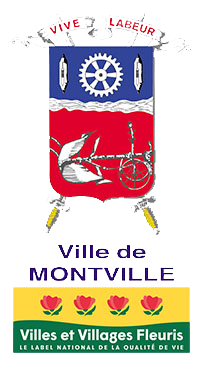 VIVE LABEUR
Ville de
MONTVILLE
Villes et Villages Fleuris
LE LABEL NATIONAL DE LA QUALITÉ DE VIE